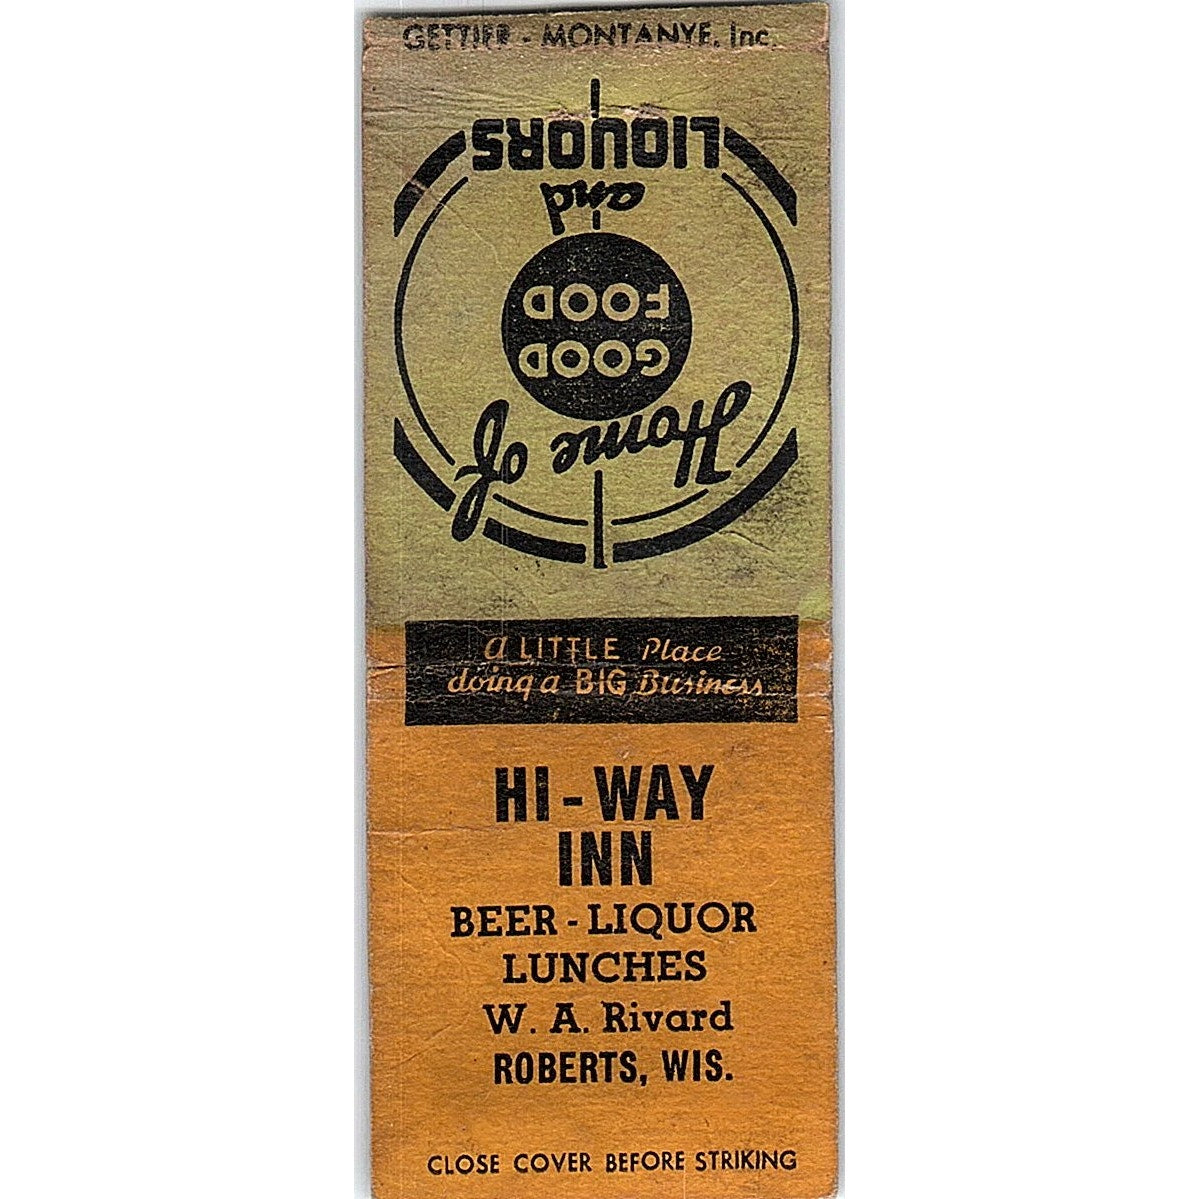 GETTIER - MONTANYE, Inc.
Home of
GOOD
FOOD
and
LIQUORS
a LITTLE Place
doing a BIG Business
HI-WAY
INN
BEER - LIQUOR
LUNCHES
W. A. Rivard
ROBERTS, WIS.
CLOSE COVER BEFORE STRIKING